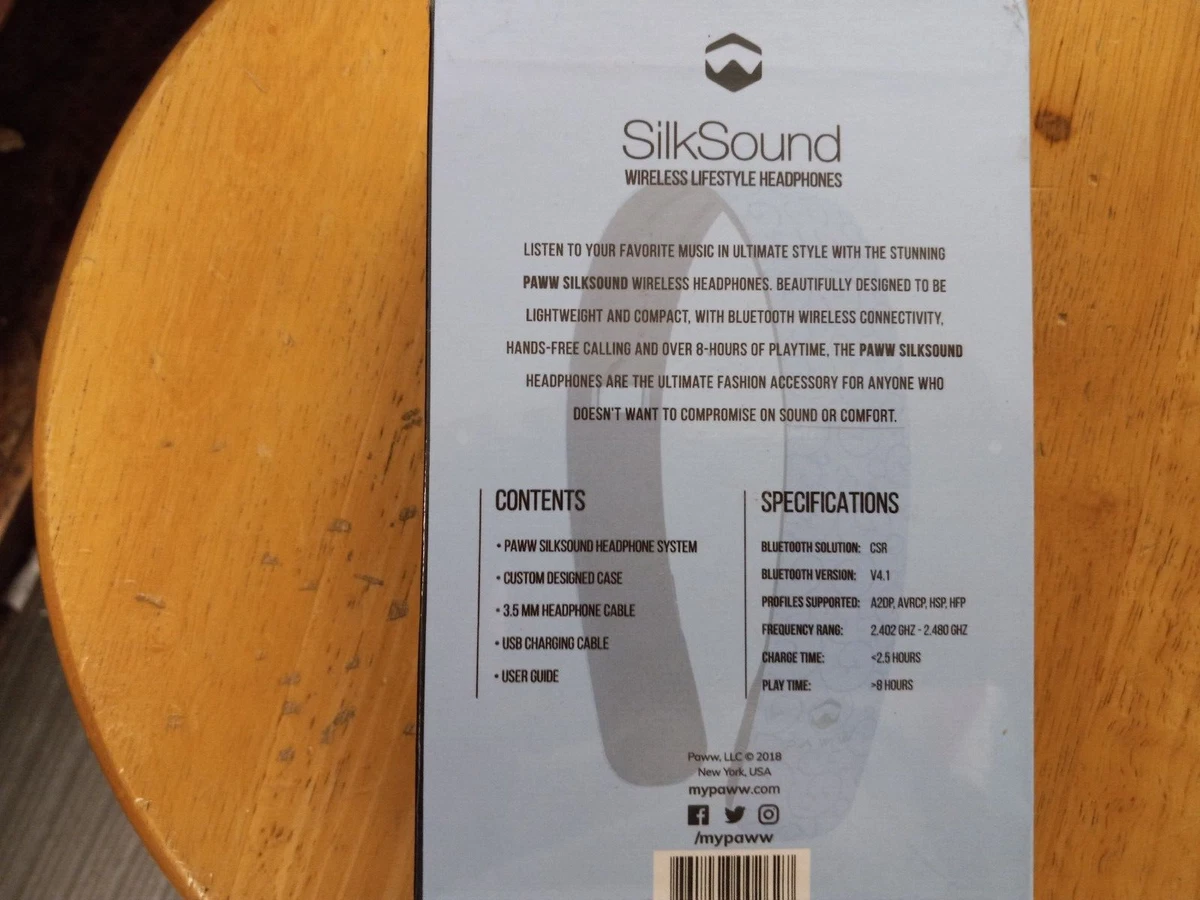 SilkSound
WIRELESS LIFESTYLE HEADPHONES
LISTEN TO YOUR FAVORITE MUSIC IN ULTIMATE STYLE WITH THE STUNNING
PAWW SILKSOUND WIRELESS HEADPHONES. BEAUTIFULLY DESIGNED TO BE
LIGHTWEIGHT AND COMPACT, WITH BLUETOOTH WIRELESS CONNECTIVITY,
HANDS-FREE CALLING AND OVER 8-HOURS OF PLAYTIME, THE PAWW SILKSOUND
HEADPHONES ARE THE ULTIMATE FASHION ACCESSORY FOR ANYONE WHO
DOESN'T WANT TO COMPROMISE ON SOUND OR COMFORT.
CONTENTS
• PAWW SILKSOUND HEADPHONE SYSTEM
• CUSTOM DESIGNED CASE
• 3.5 MM HEADPHONE CABLE
• USB CHARGING CABLE
• USER GUIDE
SPECIFICATIONS
BLUETOOTH SOLUTION: CSR
BLUETOOTH VERSION: V4.1
PROFILES SUPPORTED: A2DP, AVRCP, HSP, HFP
FREQUENCY RANG: 2.402 GHZ - 2.480 GHZ
CHARGE TIME: <2.5 HOURS
PLAY TIME: >8 HOURS
Paww, LLC © 2018
New York, USA
mypaww.com
/mypaww